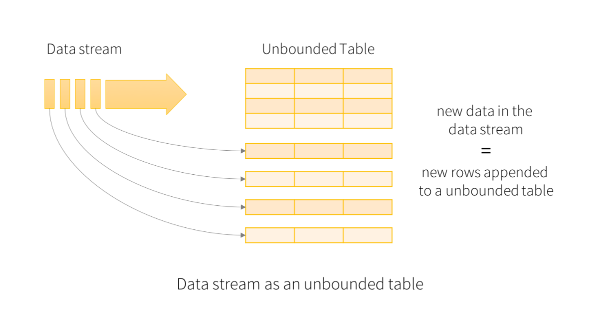 Data stream
Unbounded Table
new data in the
data stream
=
new rows appended
to a unbounded table
Data stream as an unbounded table